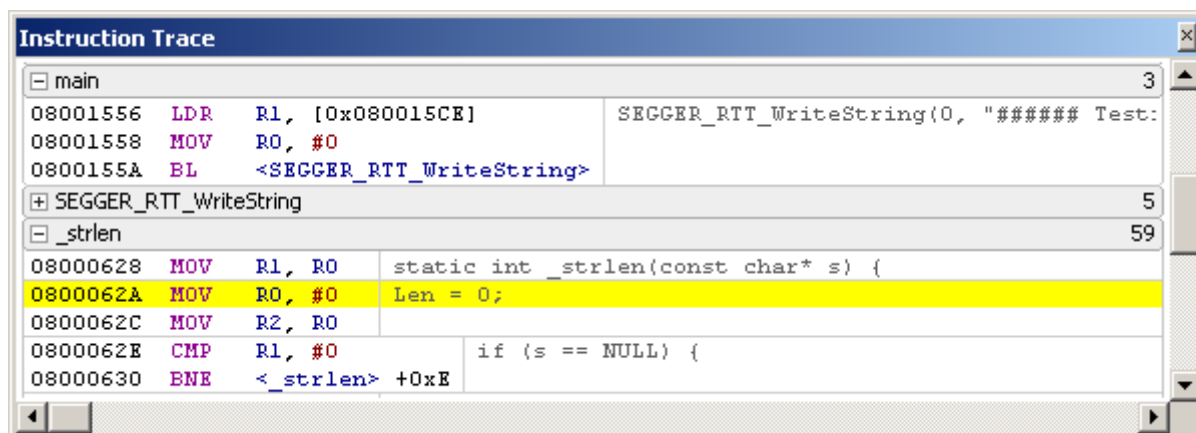 Instruction Trace
main 3
08001556 LDR R1, [0x080015CE] SEGGER_RTT_WriteString(0, "###### Test:
08001558 MOV R0, #0
0800155A BL <SEGGER_RTT_WriteString>
SEGGER_RTT_WriteString 5
_strlen 59
08000628 MOV R1, R0 static int _strlen(const char* s) {
0800062A MOV R0, #0 Len = 0;
0800062C MOV R2, R0
0800062E CMP R1, #0 if (s == NULL) {
08000630 BNE <_strlen> +0xE